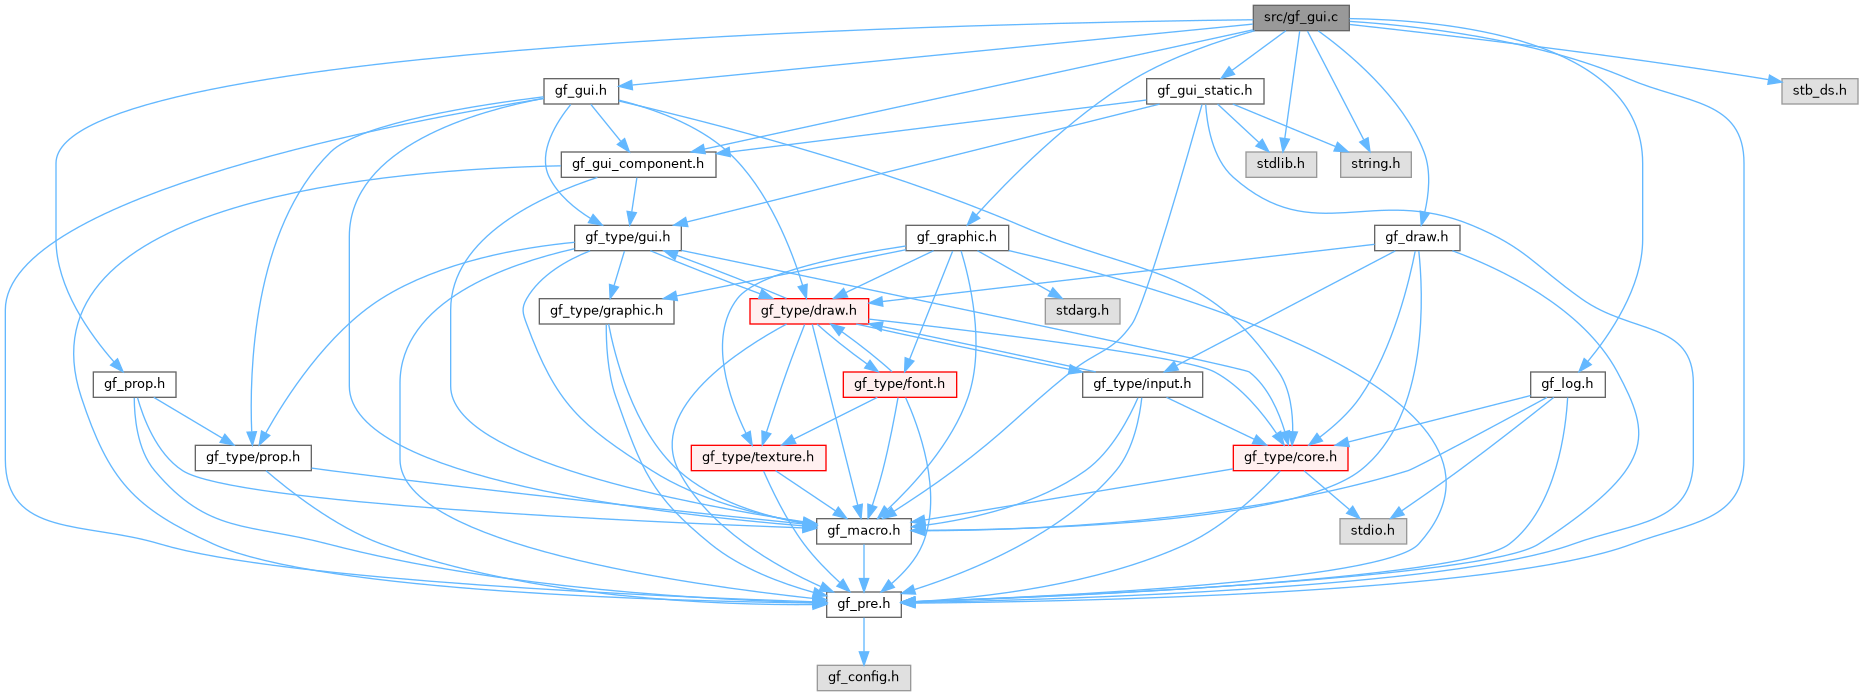 src/gf_gui.c
gf_gui.h
gf_gui_static.h
stb_ds.h
gf_gui_component.h
stdlib.h
string.h
gf_type/gui.h
gf_graphic.h
gf_draw.h
gf_type/graphic.h
gf_type/draw.h
stdarg.h
gf_prop.h
gf_type/font.h
gf_type/input.h
gf_log.h
gf_type/prop.h
gf_type/texture.h
gf_type/core.h
gf_macro.h
stdio.h
gf_pre.h
gf_config.h